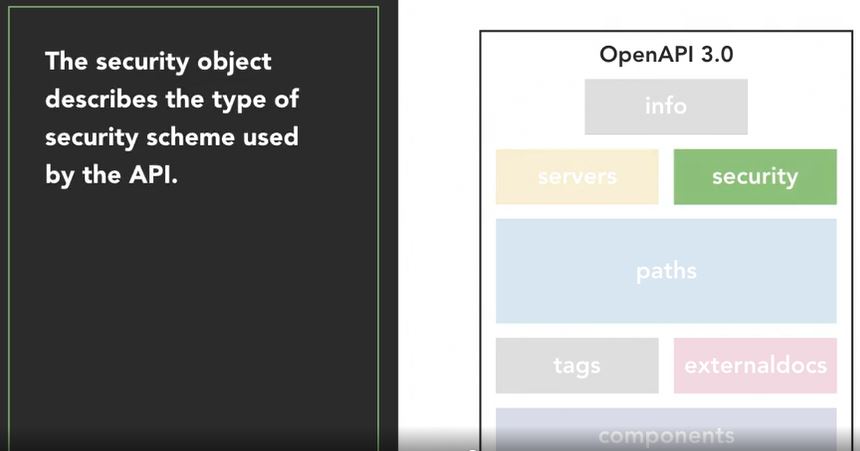 The security object
describes the type of
security scheme used
by the API.
OpenAPI 3.0
info
servers
security
paths
tags
externaldocs
components